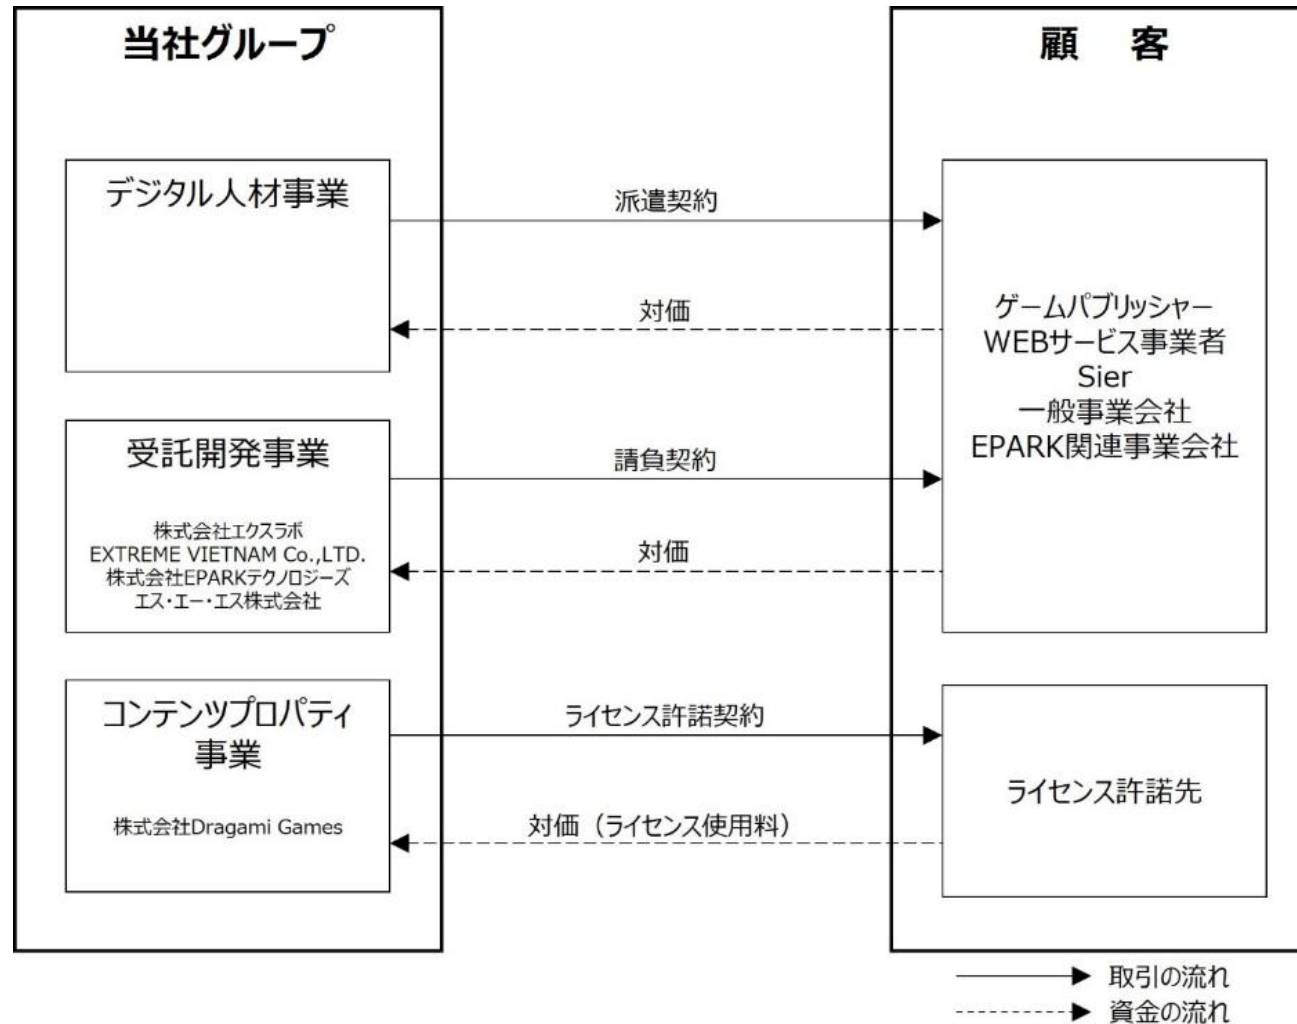 当社グループ
デジタル人材事業
受託開発事業
株式会社エクスラボ
EXTREME VIETNAM Co.,LTD.
株式会社EPARKテクノロジーズ
エス・エー・エス株式会社
コンテンツプロパティ
事業
株式会社Dragami Games
派遣契約
対価
請負契約
対価
ライセンス許諾契約
対価（ライセンス使用料）
顧　客
ゲームパブリッシャー
WEBサービス事業者
Sier
一般事業会社
EPARK関連事業会社
ライセンス許諾先
取引の流れ
資金の流れ